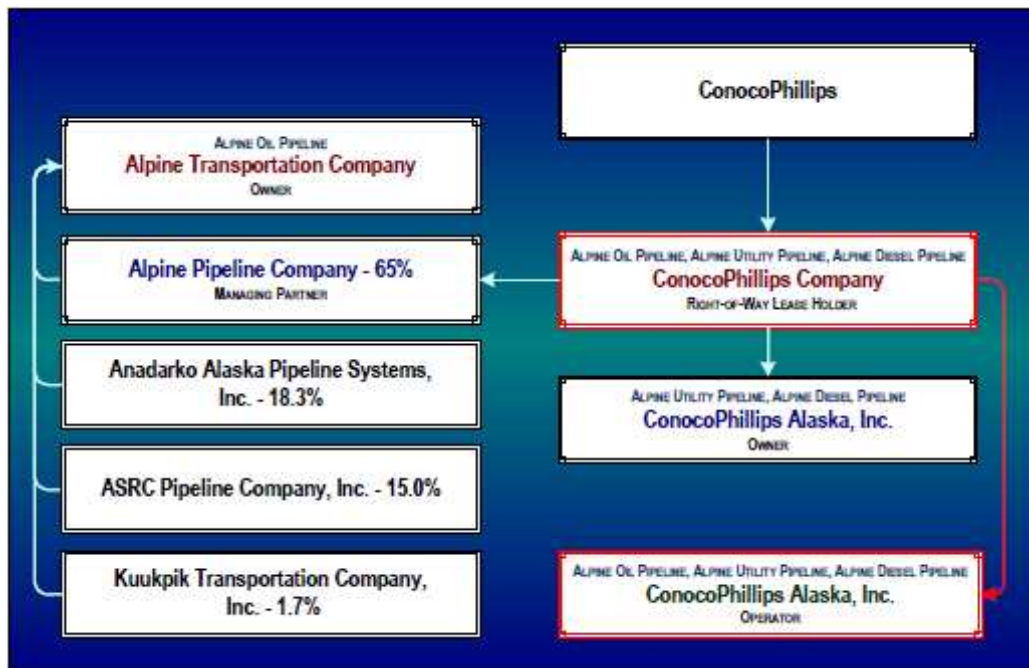 ConocoPhillips
ALPINE OIL PIPELINE
Alpine Transportation Company
OWNER
ALPINE OIL PIPELINE, ALPINE UTILITY PIPELINE, ALPINE DIESEL PIPELINE
ConocoPhillips Company
RIGHT-OF-WAY LEASE HOLDER
Alpine Pipeline Company - 65%
MANAGING PARTNER
Anadarko Alaska Pipeline Systems,
Inc. - 18.3%
ALPINE UTILITY PIPELINE, ALPINE DIESEL PIPELINE
ConocoPhillips Alaska, Inc.
OWNER
ASRC Pipeline Company, Inc. - 15.0%
Kuukpik Transportation Company,
Inc. - 1.7%
ALPINE OIL PIPELINE, ALPINE UTILITY PIPELINE, ALPINE DIESEL PIPELINE
ConocoPhillips Alaska, Inc.
OPERATOR